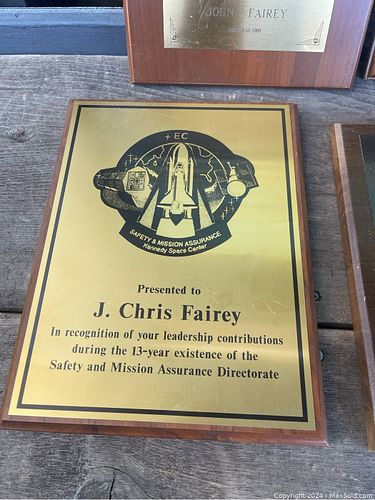 JOHN C FAIREY
+ EC
SAFETY & MISSION ASSURANCE
Kennedy Space Center
Presented to
J. Chris Fairey
In recognition of your leadership contributions
during the 13-year existence of the
Safety and Mission Assurance Directorate
Copyright 2024 - MaxSold.com